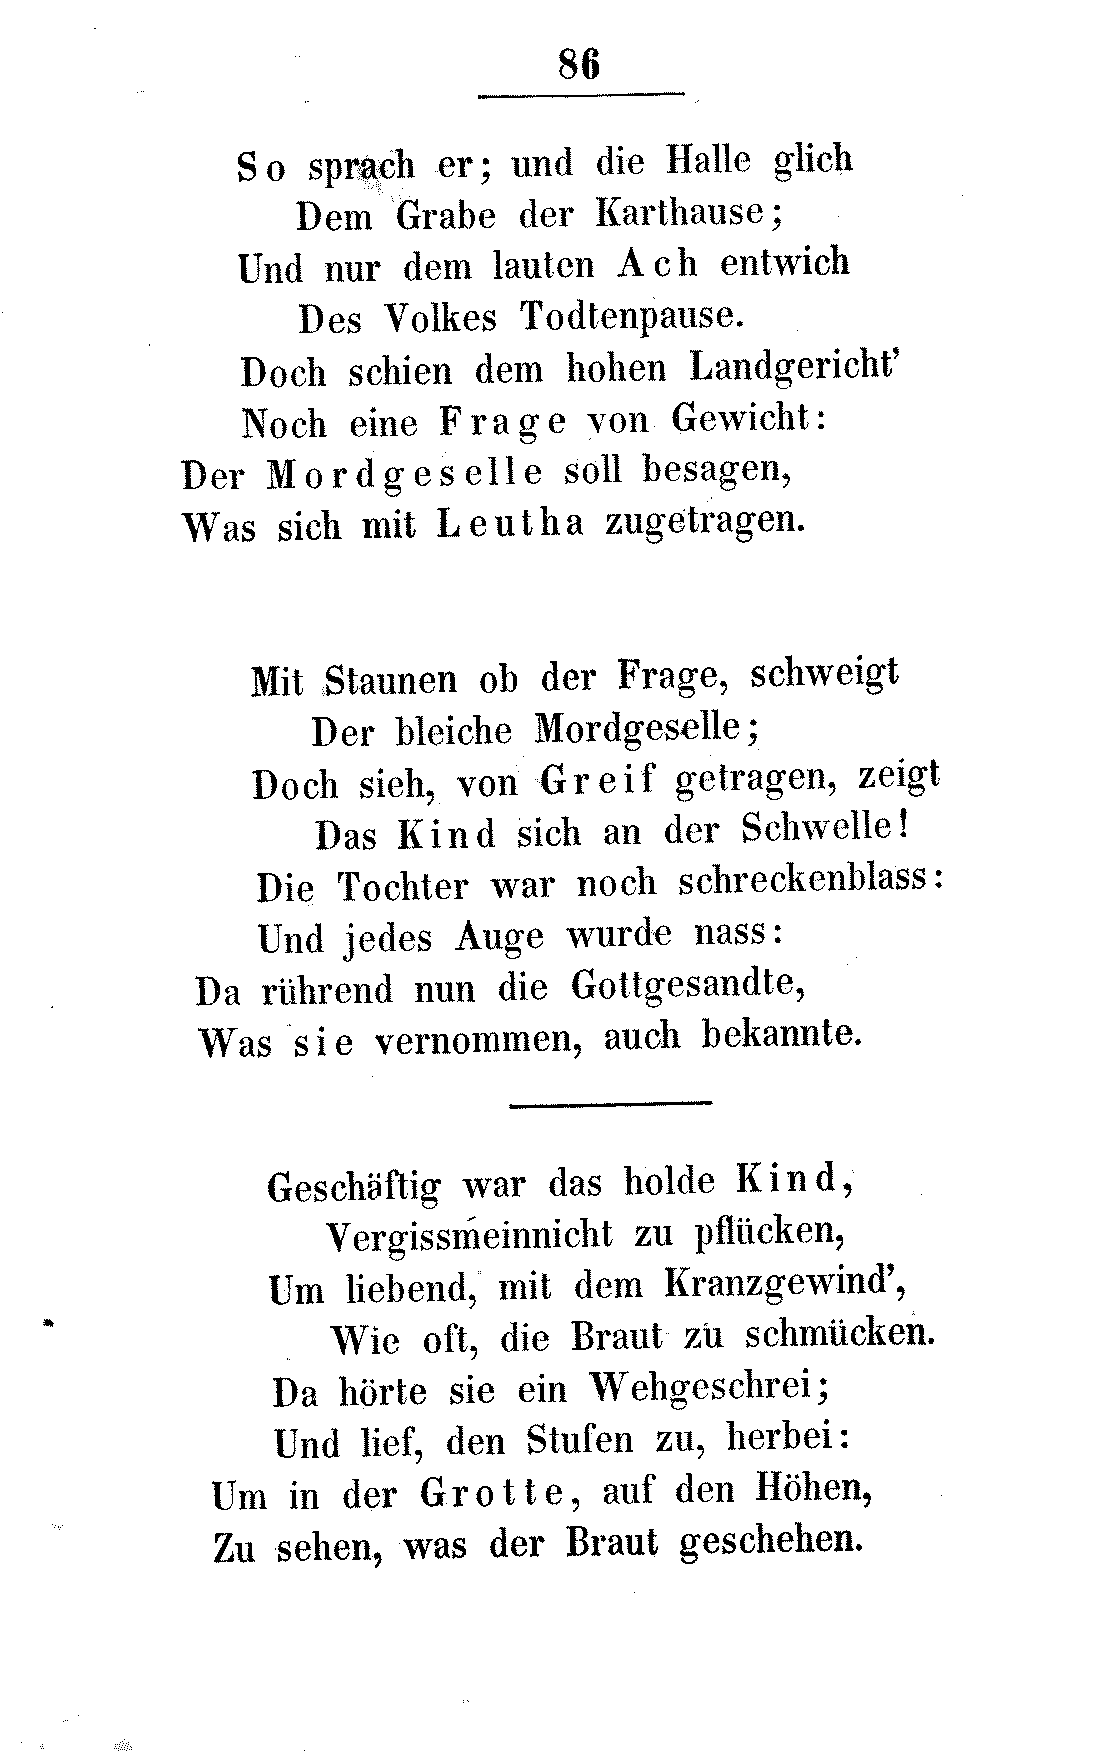 86
So sprach er; und die Halle glich
Dem Grabe der Karthause;
Und nur dem lauten Ach entwich
Des Volkes Todtenpause.
Doch schien dem hohen Landgericht'
Noch eine Frage von Gewicht:
Der Mordgeselle soll besagen,
Was sich mit Leutha zugetragen.
Mit Staunen ob der Frage, schweigt
Der bleiche Mordgeselle;
Doch sieh, von Greif getragen, zeigt
Das Kind sich an der Schwelle!
Die Tochter war noch schreckenblass:
Und jedes Auge wurde nass:
Da rührend nun die Gottgesandte,
Was sie vernommen, auch bekannte.
Geschäftig war das holde Kind,
Vergissmeinnicht zu pflücken,
Um liebend, mit dem Kranzgewind',
Wie oft, die Braut zu schmücken.
Da hörte sie ein Wehgeschrei;
Und lief, den Stufen zu, herbei:
Um in der Grotte, auf den Höhen,
Zu sehen, was der Braut geschehen.